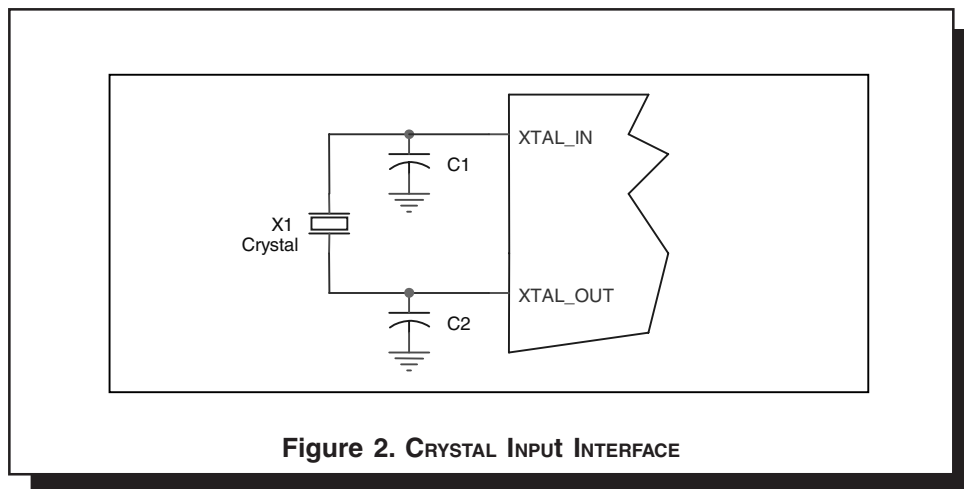 XTAL_IN
C1
X1
Crystal
XTAL_OUT
C2
Figure 2. CRYSTAL INPUt INTERFACE